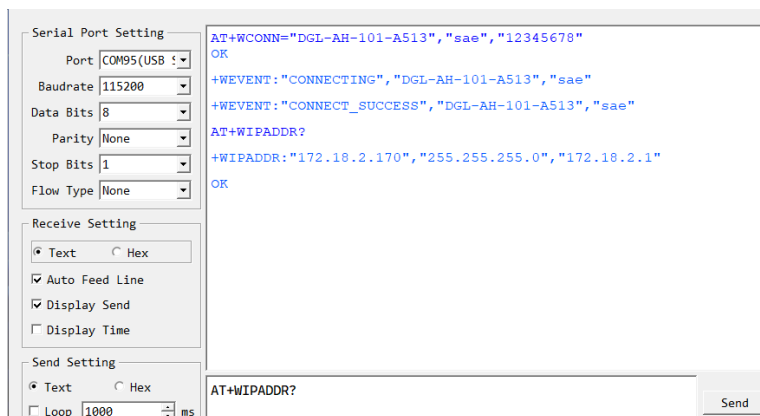 Serial Port Setting
Port COM95(USB S
Baudrate 115200
Data Bits 8
Parity None
Stop Bits 1
Flow Type None
Receive Setting
Text Hex
Auto Feed Line
Display Send
Display Time
Send Setting
Text Hex
Loop 1000 ms
AT+WCONN="DGL-AH-101-A513","sae","12345678"
OK
+WEVENT:"CONNECTING","DGL-AH-101-A513","sae"
+WEVENT:"CONNECT_SUCCESS","DGL-AH-101-A513","sae"
AT+WIPADDR?
+WIPADDR:"172.18.2.170","255.255.255.0","172.18.2.1"
OK
AT+WIPADDR?
Send